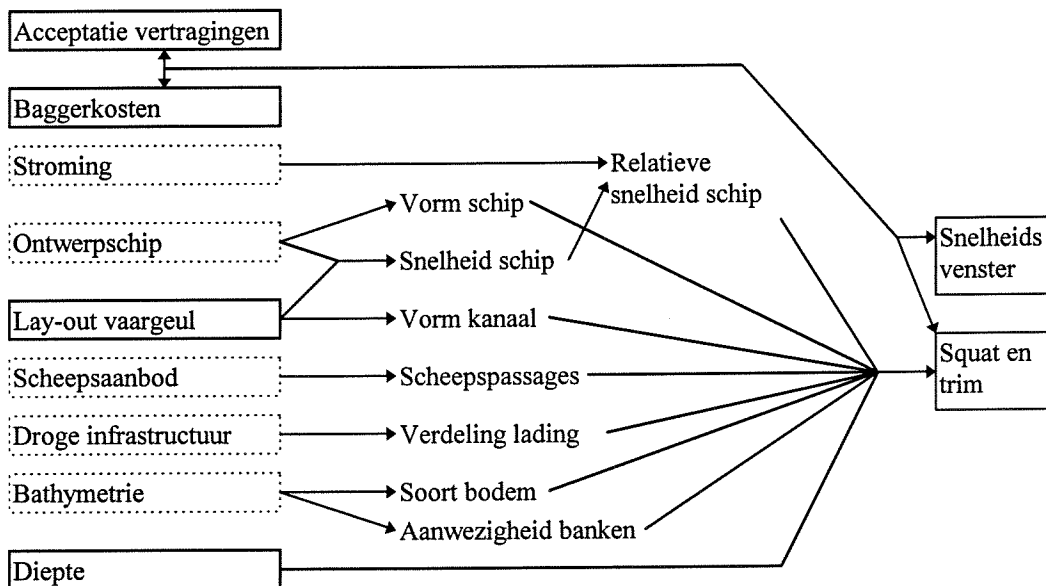 Acceptatie vertragingen
Baggerkosten
Stroming
Relatieve
snelheid schip
Vorm schip
Ontwerpschip
Snelheid schip
Snelheids
venster
Lay-out vaargeul
Vorm kanaal
Squat en
trim
Scheepsaanbod
Scheepspassages
Droge infrastructuur
Verdeling lading
Bathymetrie
Soort bodem
Aanwezigheid banken
Diepte